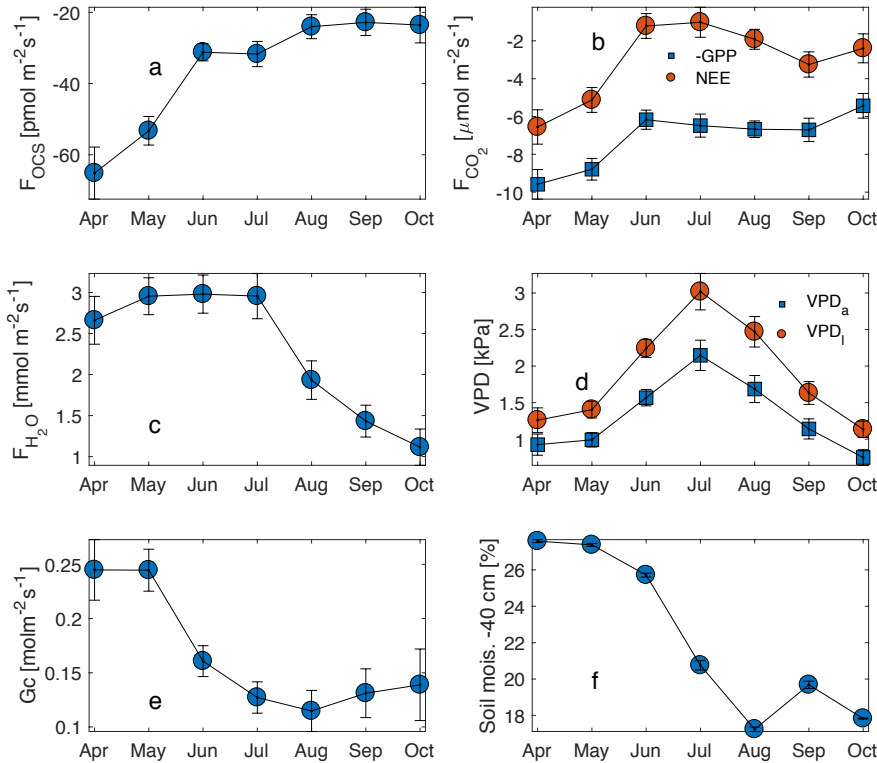 -20
-40
-60
F_OCS [pmol m⁻²s⁻¹]
a
Apr May Jun Jul Aug Sep Oct
-2
-4
-6
-8
-10
F_CO₂ [μmol m⁻²s⁻¹]
b
-GPP
NEE
Apr May Jun Jul Aug Sep Oct
3
2.5
2
1.5
1
F_H₂O [mmol m⁻²s⁻¹]
c
Apr May Jun Jul Aug Sep Oct
3
2.5
2
1.5
1
VPD [kPa]
d
VPD_a
VPD_l
Apr May Jun Jul Aug Sep Oct
0.25
0.2
0.15
0.1
Gc [molm⁻²s⁻¹]
e
Apr May Jun Jul Aug Sep Oct
26
24
22
20
18
Soil mois. -40 cm [%]
f
Apr May Jun Jul Aug Sep Oct